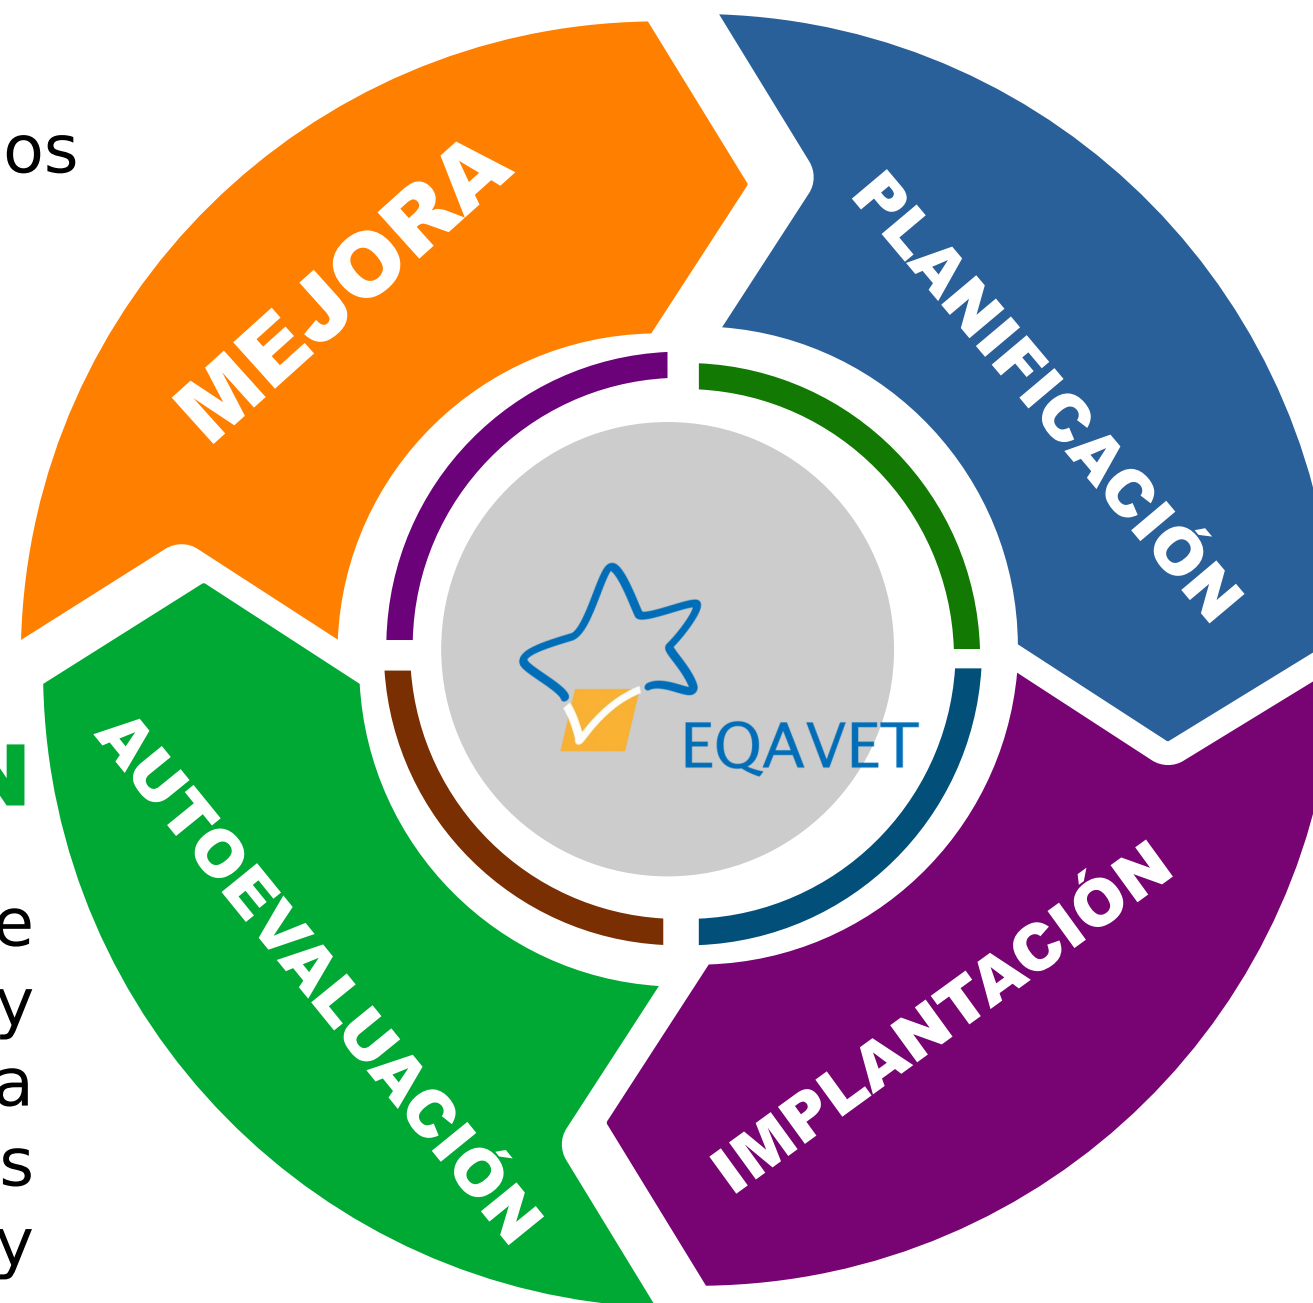 os
MEJORA
PLANIFICACIÓN
EQAVET
N
AUTOEVALUACIÓN
IMPLANTACIÓN
e
y
a
s
y